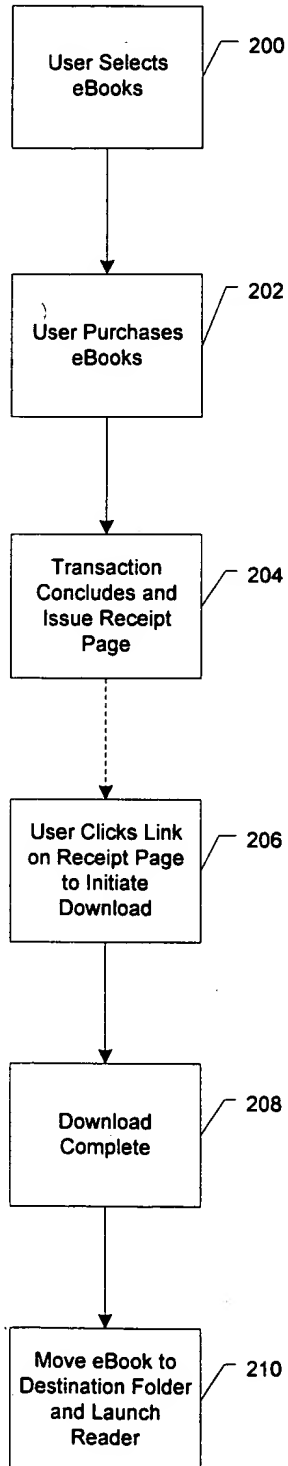 User Selects
eBooks
200
User Purchases
eBooks
202
Transaction
Concludes and
Issue Receipt
Page
204
User Clicks Link
on Receipt Page
to Initiate
Download
206
Download
Complete
208
Move eBook to
Destination Folder
and Launch
Reader
210